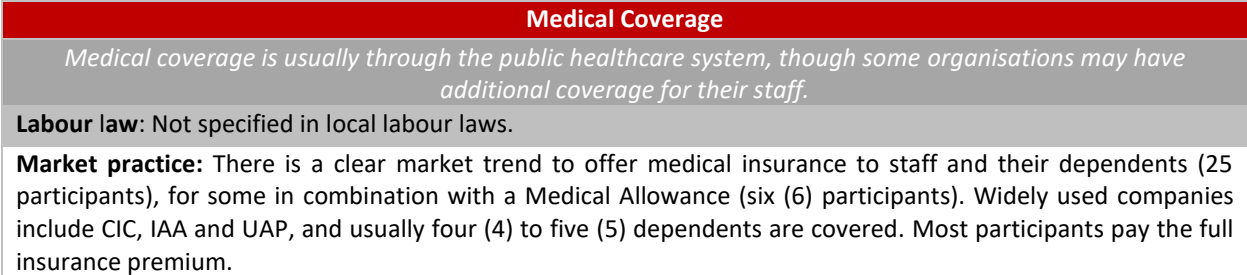 Medical Coverage
Medical coverage is usually through the public healthcare system, though some organisations may have
additional coverage for their staff.
Labour law: Not specified in local labour laws.
Market practice: There is a clear market trend to offer medical insurance to staff and their dependents (25
participants), for some in combination with a Medical Allowance (six (6) participants). Widely used companies
include CIC, IAA and UAP, and usually four (4) to five (5) dependents are covered. Most participants pay the full
insurance premium.